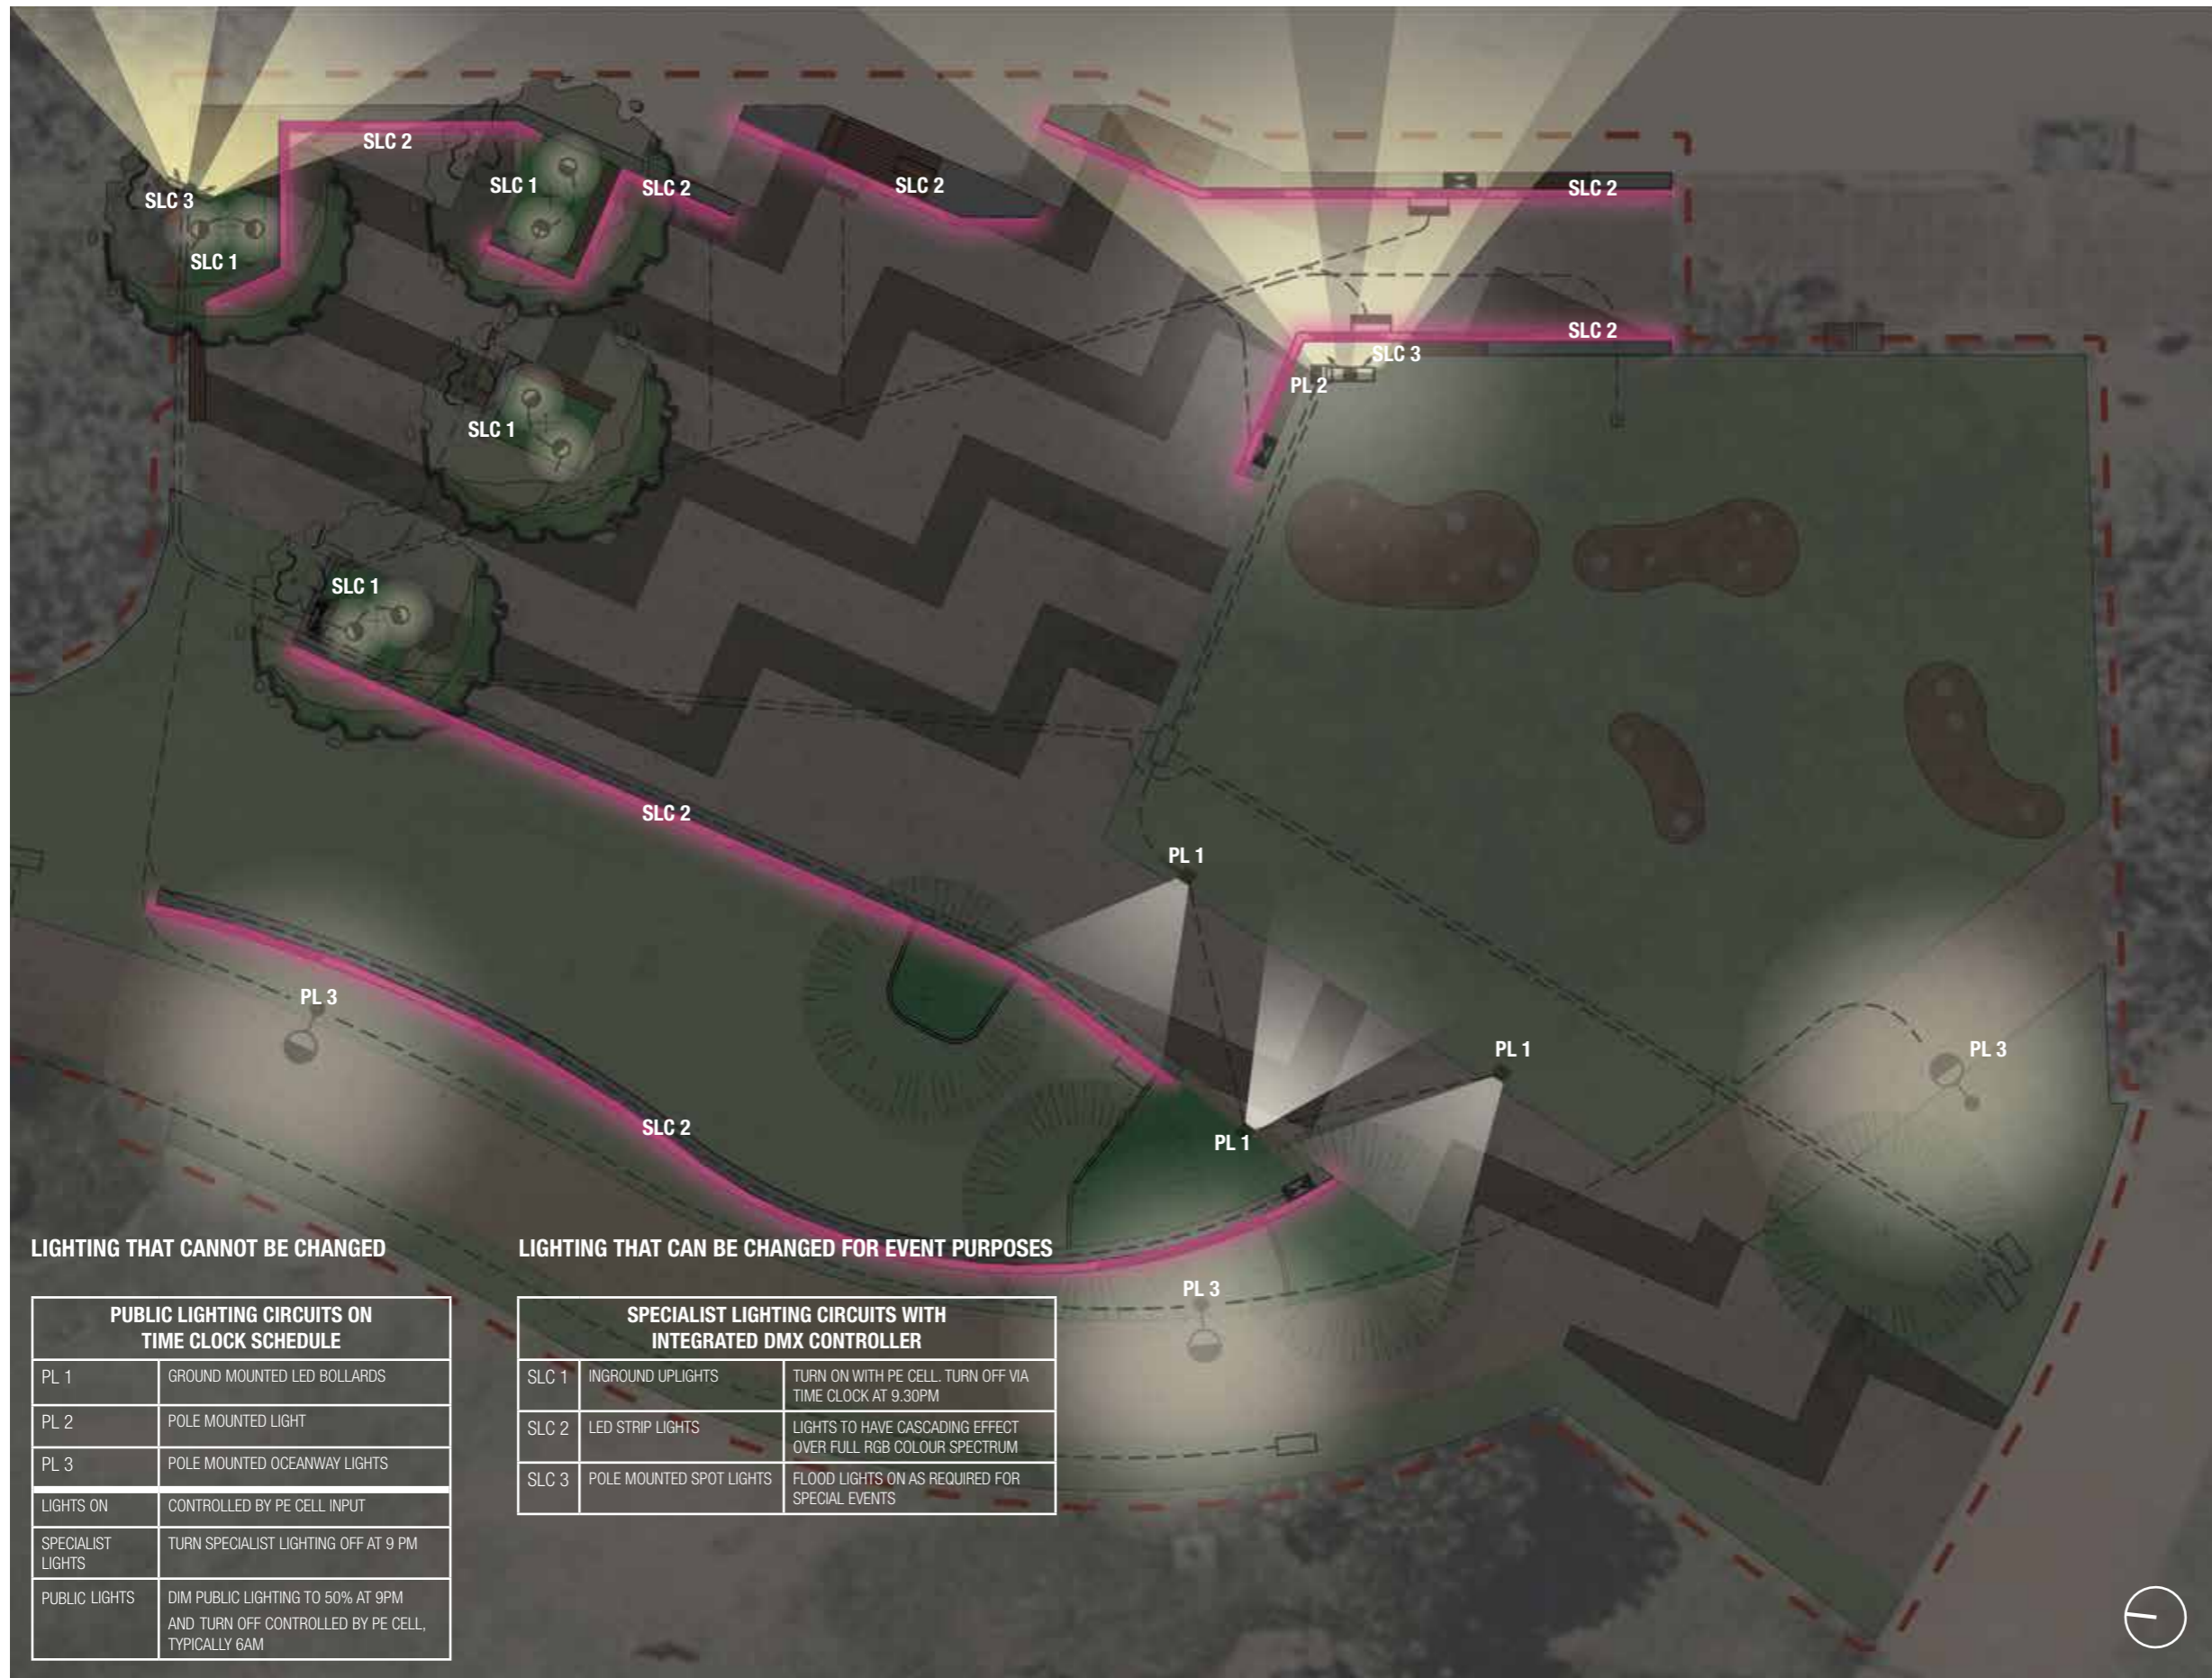 SLC 2
SLC 1
SLC 2
SLC 2
SLC 2
SLC 3
SLC 1
SLC 2
SLC 3
PL 2
SLC 1
SLC 1
SLC 2
PL 1
PL 3
PL 1
PL 3
SLC 2
PL 1
PL 3
LIGHTING THAT CANNOT BE CHANGED
PUBLIC LIGHTING CIRCUITS ON
TIME CLOCK SCHEDULE
PL 1 GROUND MOUNTED LED BOLLARDS
PL 2 POLE MOUNTED LIGHT
PL 3 POLE MOUNTED OCEANWAY LIGHTS
LIGHTS ON CONTROLLED BY PE CELL INPUT
SPECIALIST LIGHTS TURN SPECIALIST LIGHTING OFF AT 9 PM
PUBLIC LIGHTS DIM PUBLIC LIGHTING TO 50% AT 9PM
AND TURN OFF CONTROLLED BY PE CELL,
TYPICALLY 6AM
LIGHTING THAT CAN BE CHANGED FOR EVENT PURPOSES
SPECIALIST LIGHTING CIRCUITS WITH
INTEGRATED DMX CONTROLLER
SLC 1 INGROUND UPLIGHTS TURN ON WITH PE CELL. TURN OFF VIA
TIME CLOCK AT 9.30PM
SLC 2 LED STRIP LIGHTS LIGHTS TO HAVE CASCADING EFFECT
OVER FULL RGB COLOUR SPECTRUM
SLC 3 POLE MOUNTED SPOT LIGHTS FLOOD LIGHTS ON AS REQUIRED FOR
SPECIAL EVENTS